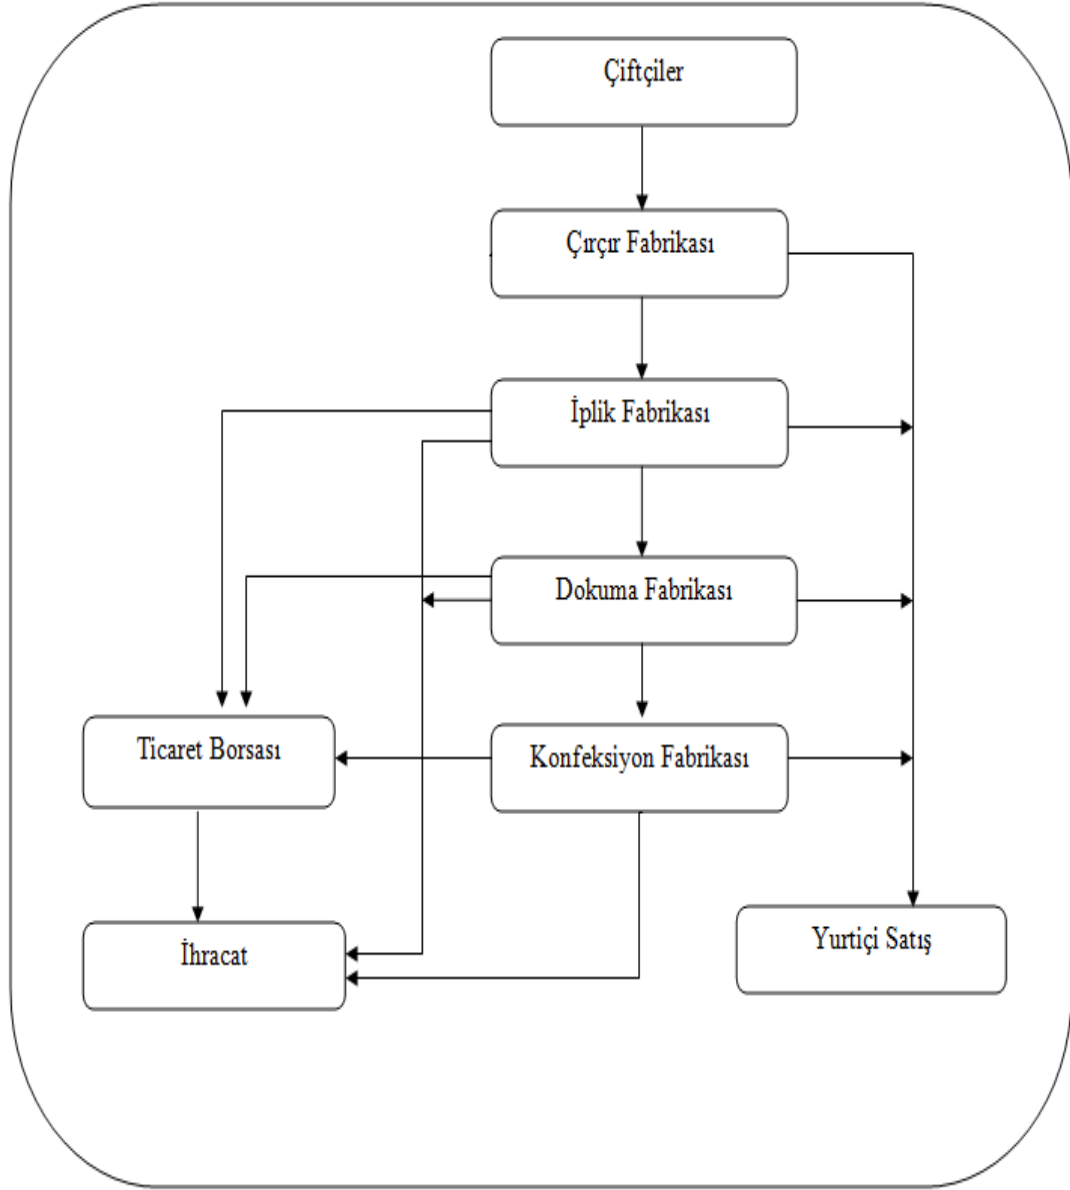 Çiftçiler
Çırçır Fabrikası
İplik Fabrikası
Dokuma Fabrikası
Ticaret Borsası
Konfeksiyon Fabrikası
İhracat
Yurtiçi Satış